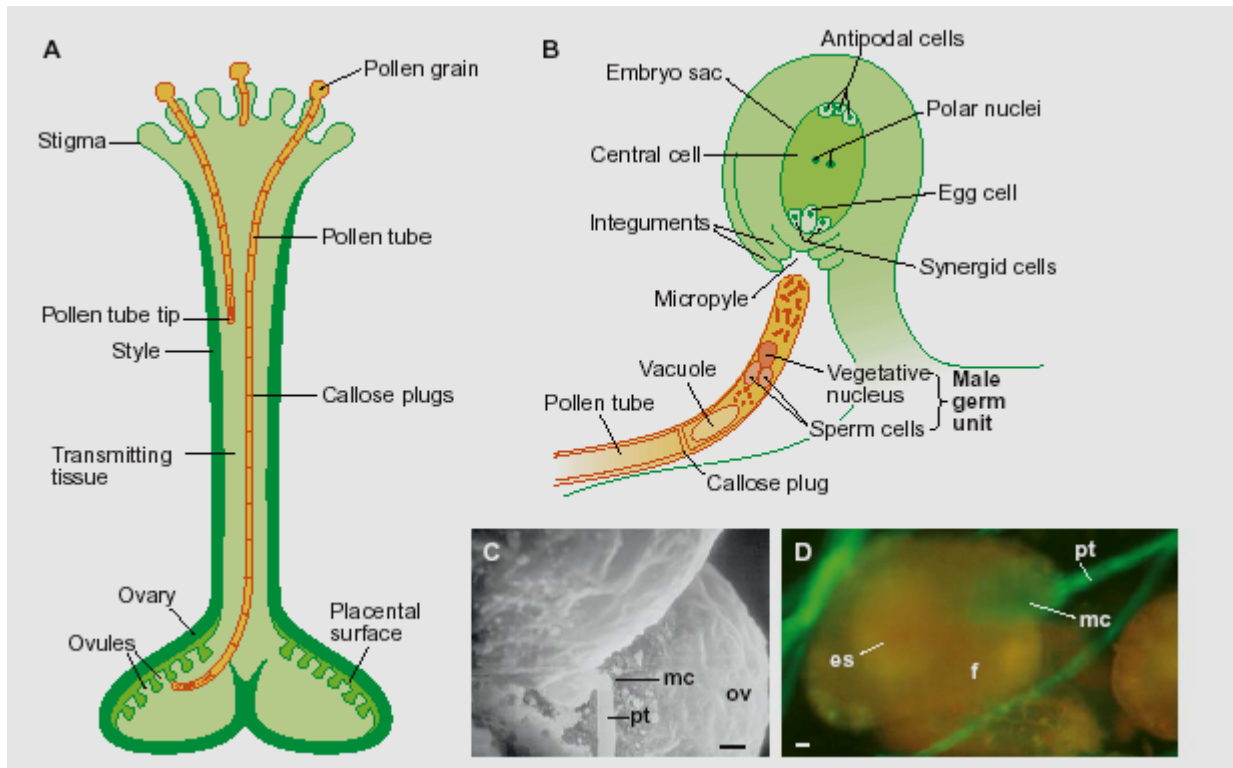 A
Pollen grain
Stigma
Pollen tube
Pollen tube tip
Style
Callose plugs
Transmitting
tissue
Ovary
Ovules
Placental
surface
B
Antipodal cells
Embryo sac
Polar nuclei
Central cell
Egg cell
Integuments
Synergid cells
Micropyle
Vacuole
Vegetative
nucleus
Male
germ
unit
Pollen tube
Sperm cells
Callose plug
C
mc
pt
ov
D
pt
mc
es
f